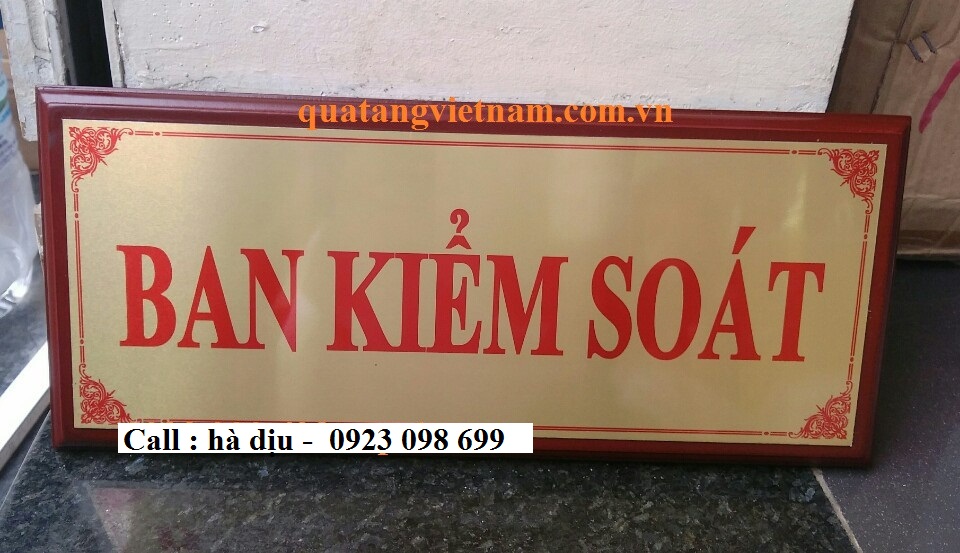 quatangvietnam.com.vn
BAN KIỂM SOÁT
Call : hà dịu - 0923 098 699